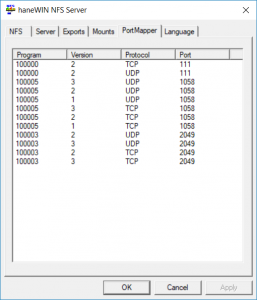 haneWIN NFS Server
NFS Server Exports Mounts PortMapper Language
Program Version Protocol Port
100000 2 TCP 111
100000 2 UDP 111
100005 3 UDP 1058
100005 2 UDP 1058
100005 1 UDP 1058
100005 3 TCP 1058
100005 2 TCP 1058
100005 1 TCP 1058
100003 2 UDP 2049
100003 3 UDP 2049
100003 2 TCP 2049
100003 3 TCP 2049
OK Cancel Apply